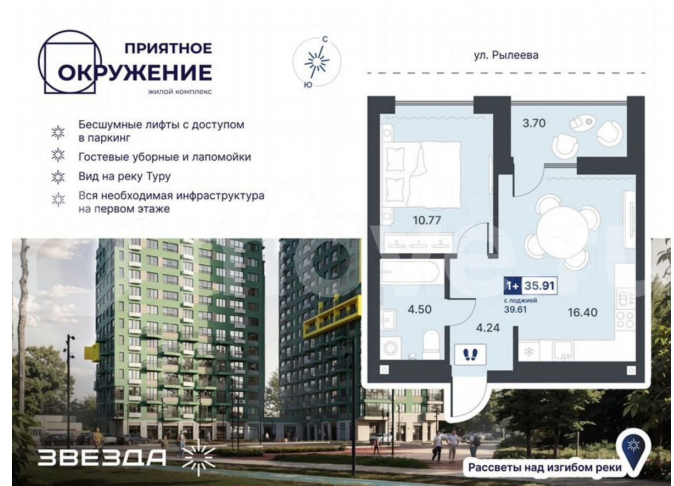 ПРИЯТНОЕ
ОКРУЖЕНИЕ
жилой комплекс
Бесшумные лифты с доступом
в паркинг
Гостевые уборные и лапомойки
Вид на реку Туру
Вся необходимая инфраструктура
на первом этаже
С
Ю
ул. Рылеева
3.70
10.77
1+ 35.91
с лоджией
39.61
16.40
4.50
4.24
ЗВЕЗДА
Рассветы над изгибом реки